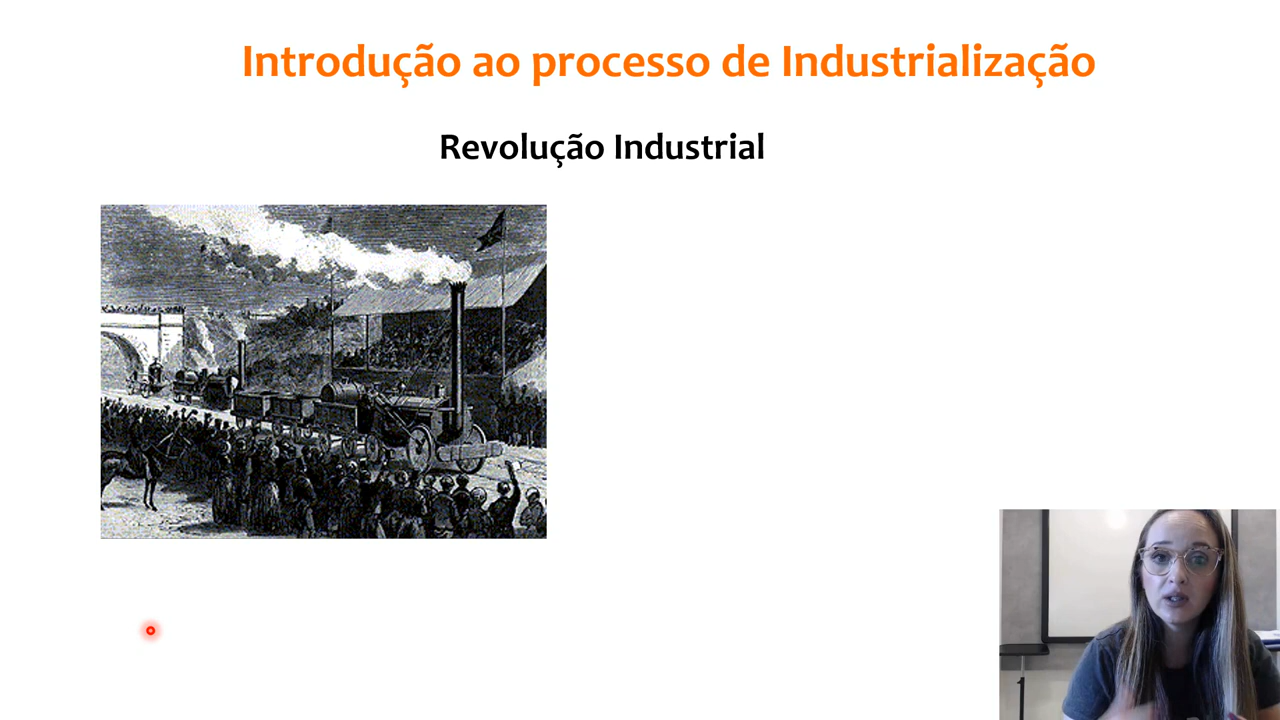 Introdução ao processo de Industrialização
Revolução Industrial